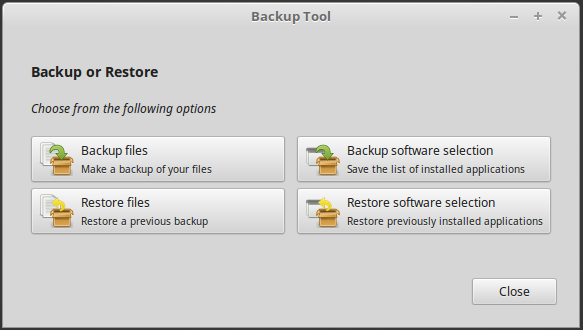 Backup Tool
Backup or Restore
Choose from the following options
Backup files
Make a backup of your files
Backup software selection
Save the list of installed applications
Restore files
Restore a previous backup
Restore software selection
Restore previously installed applications
Close